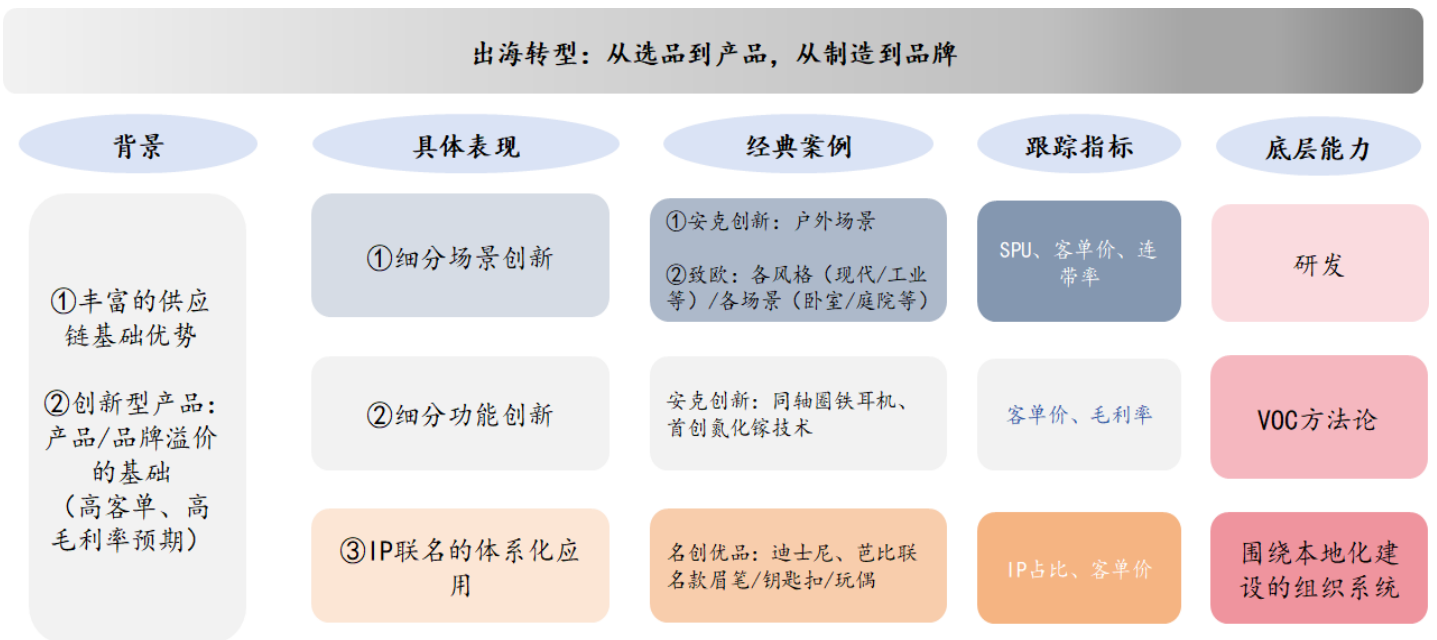 出海转型：从选品到产品，从制造到品牌
背景
具体表现
经典案例
跟踪指标
底层能力
①丰富的供应
链基础优势
②创新型产品：
产品/品牌溢价
的基础
（高客单、高
毛利率预期）
①细分场景创新
①安克创新：户外场景
②致欧：各风格（现代/工业
等）/各场景（卧室/庭院等）
SPU、客单价、连
带率
研发
②细分功能创新
安克创新：同轴圈铁耳机、
首创氮化镓技术
客单价、毛利率
VOC方法论
③IP联名的体系化应
用
名创优品：迪士尼、芭比联
名款眉笔/钥匙扣/玩偶
IP占比、客单价
围绕本地化建
设的组织系统